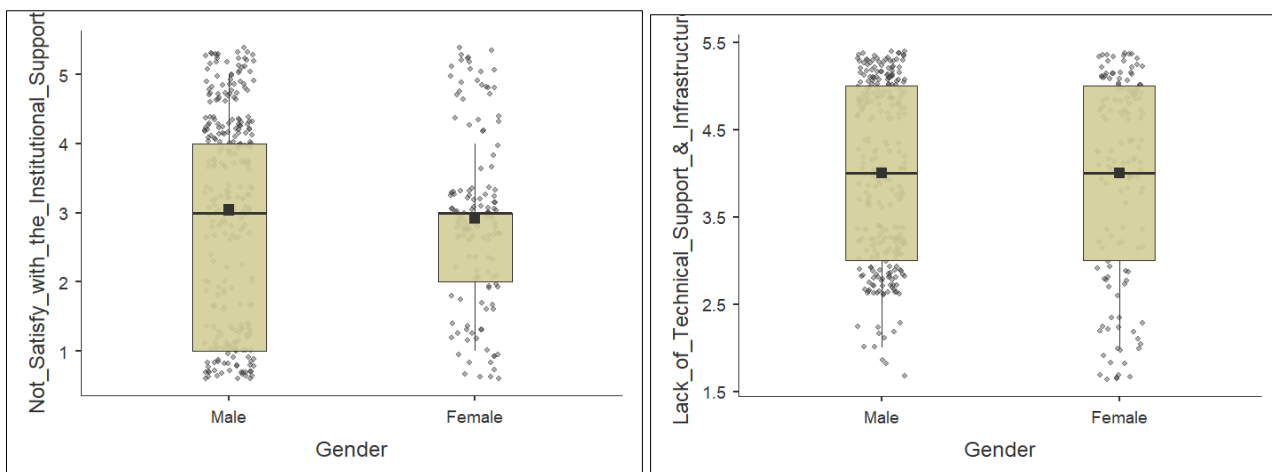 Not_Satisfy_with_the_Institutional_Support
5
4
3
2
1
Male
Female
Gender
Lack_of_Technical_Support_&_Infrastructure
5.5
4.5
3.5
2.5
1.5
Male
Female
Gender